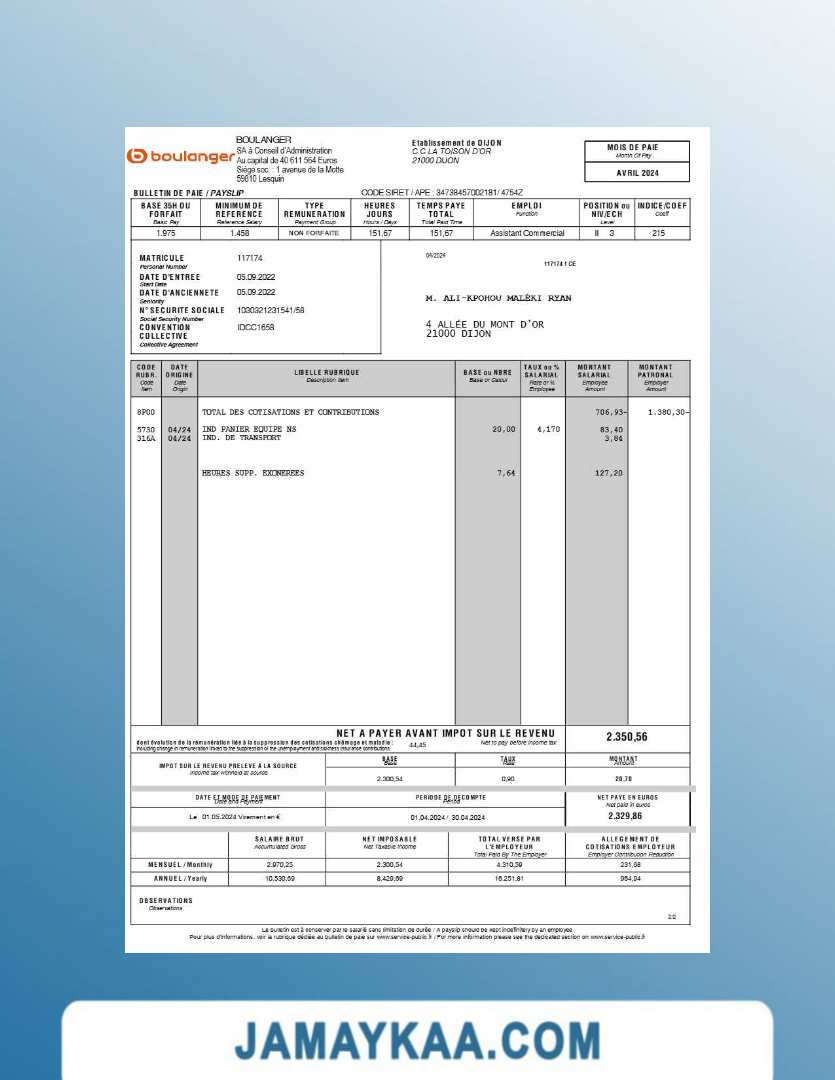 boulanger
BOULANGER
SA à Conseil d'Administration
Au capital de 40 611 564 Euros
Siège soc. : 1 avenue de la Motte
59810 Lesquin
Etablissement de DIJON
C.C LA TOISON D'OR
21000 DIJON
MOIS DE PAIE
Month Of Pay
AVRIL 2024
BULLETIN DE PAIE / PAYSLIP
CODE SIRET / APE : 34738457002181/ 4754Z
BASE 35H OU FORFAIT
Basic Pay
MINIMUM DE REFERENCE
Reference Salary
TYPE REMUNERATION
Payment Group
HEURES JOURS
Hours / Days
TEMPS PAYE TOTAL
Total Paid Time
EMPLOI
Function
POSITION ou NIV/ECH
Level
INDICE/COEF
Coeff
1.975 1.458 NON FORFAITE 151,67 151,67 Assistant Commercial II 3 215
MATRICULE 117174
Personal Number
DATE D'ENTREE 05.09.2022
Start Date
DATE D'ANCIENNETE 05.09.2022
Seniority
N° SECURITE SOCIALE 1030321231541/58
Social Security Number
CONVENTION COLLECTIVE IDCC1658
Collective Agreement
04/2024
117174 1 CE
M. ALI-KPOHOU MALÉKI RYAN
4 ALLÉE DU MONT D'OR
21000 DIJON
CODE RUBR.
Code Item
DATE ORIGINE
Date Origin
LIBELLE RUBRIQUE
Description Item
BASE ou NBRE
Base or Calcul
TAUX ou % SALARIAL
Rate or % Employee
MONTANT SALARIAL
Employee Amount
MONTANT PATRONAL
Employer Amount
8P00 TOTAL DES COTISATIONS ET CONTRIBUTIONS 706,93- 1.380,30-
5730 04/24 IND PANIER EQUIPE NS 20,00 4,170 83,40
316A 04/24 IND. DE TRANSPORT 3,84
HEURES SUPP. EXONEREES 7,64 127,20
NET A PAYER AVANT IMPOT SUR LE REVENU 2.350,56
Net to pay before income tax
dont évolution de la rémunération liée à la suppression des cotisations chômage et maladie : 44,45
Including change in remuneration linked to the suppression of the unemployment and sickness insurance contributions
IMPOT SUR LE REVENU PRELEVE A LA SOURCE
Income tax withheld at source
BASE
Base
TAUX
Rate
MONTANT
Amount
2.300,54 0,90 20,70
DATE ET MODE DE PAIEMENT
Date and Payment
PERIODE DE DECOMPTE
Period
NET PAYE EN EUROS
Net paid in euros
Le 01.05.2024 Virement en € 01.04.2024 / 30.04.2024 2.329,86
SALAIRE BRUT
Accumulated Gross
NET IMPOSABLE
Net Taxable Income
TOTAL VERSE PAR L'EMPLOYEUR
Total Paid By The Employer
ALLEGEMENT DE COTISATIONS EMPLOYEUR
Employer Contribution Reduction
MENSUEL / Monthly 2.970,25 2.300,54 4.310,59 231,68
ANNUEL / Yearly 10.530,69 8.429,69 16.251,81 964,94
OBSERVATIONS
Observations
2/2
Le bulletin est à conserver par le salarié sans limitation de durée / A payslip should be kept indefinitely by an employee
Pour plus d'informations, voir la rubrique dédiée au bulletin de paie sur www.service-public.fr / For more information please see the dedicated section on www.service-public.fr
JAMAYKAA.COM